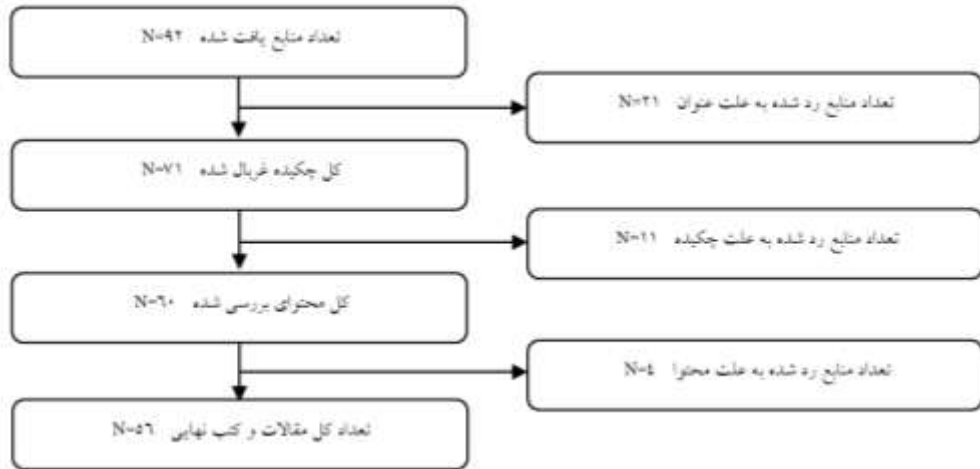 تعداد منابع یافت شده N=۹۲
تعداد منابع رد شده به علت عنوان N=۲۱
کل چکیده غربال شده N=۷۱
تعداد منابع رد شده به علت چکیده N=۱۱
کل محتوای بررسی شده N=٦٠
تعداد منابع رد شده به علت محتوا N=٤
تعداد کل مقالات و کتب نهایی N=٥٦